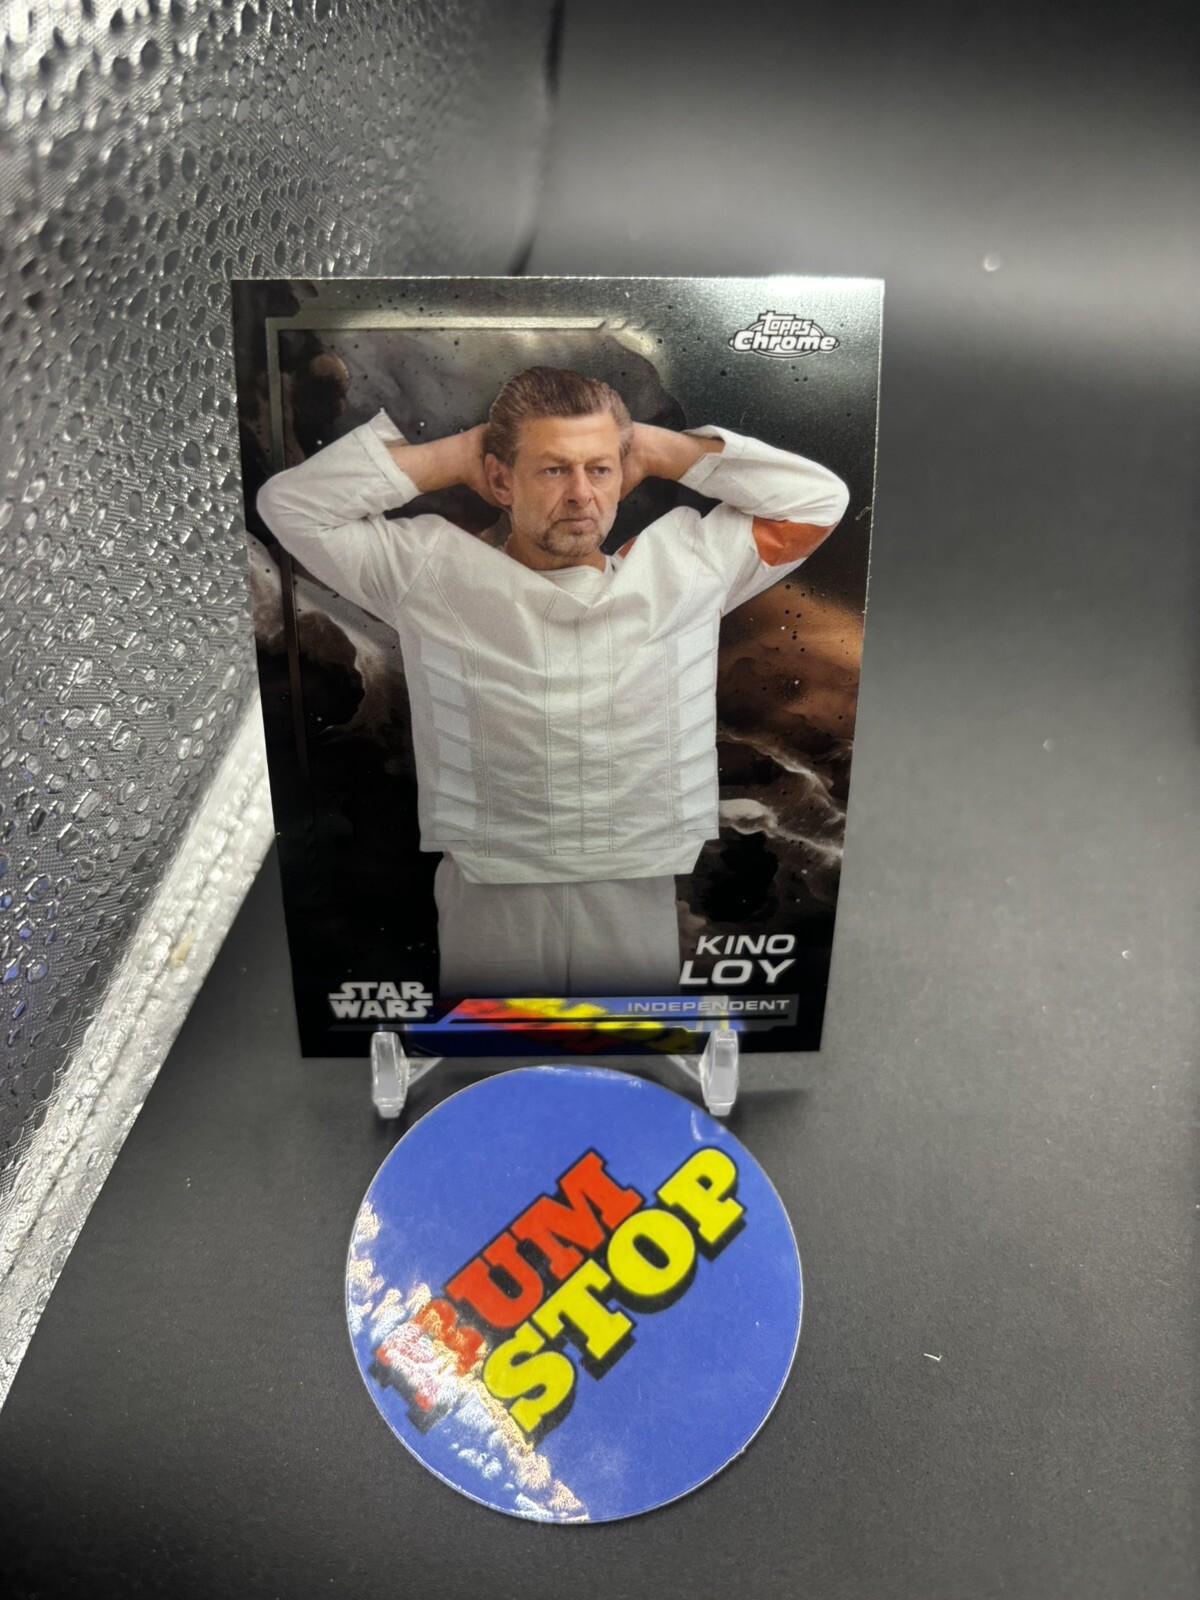 topps
Chrome
KINO
LOY
STAR
WARS
INDEPENDENT
BUM
STOP